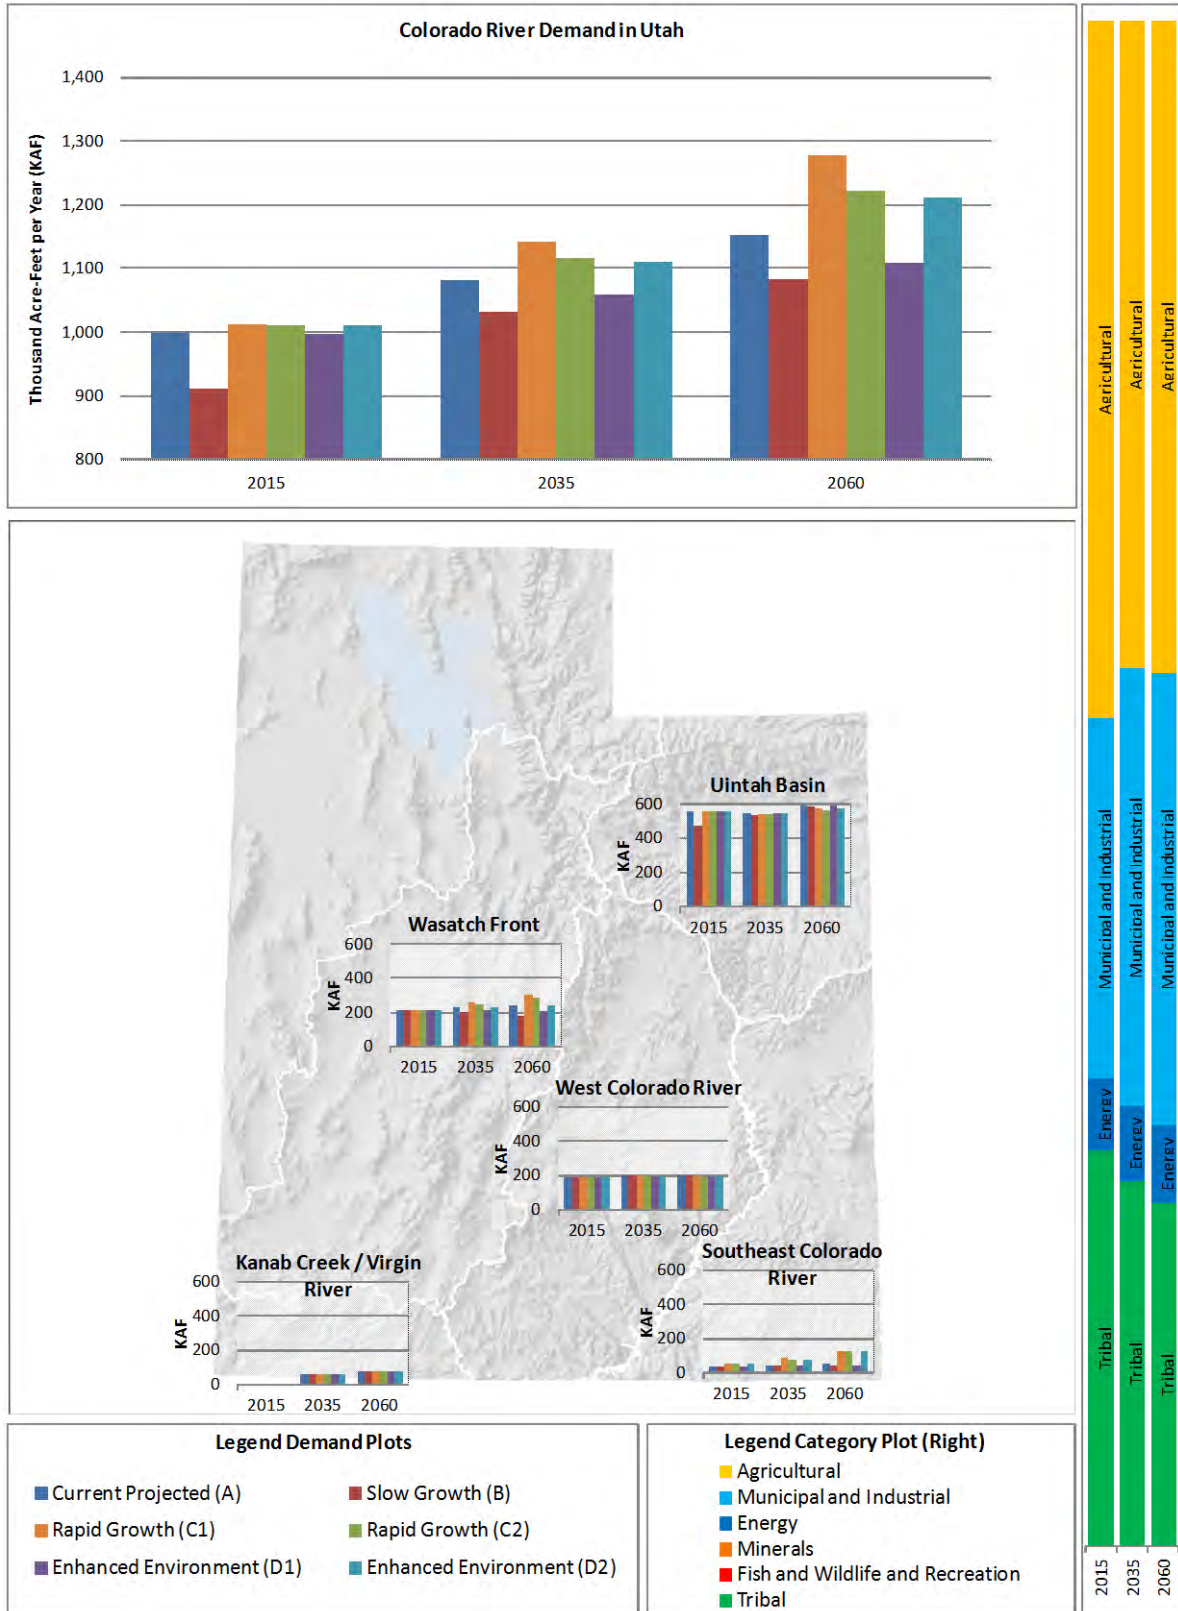 Colorado River Demand in Utah
Thousand Acre-Feet per Year (KAF)
1,400
1,300
1,200
1,100
1,000
900
800
2015 2035 2060
Uintah Basin
KAF
600
400
200
0
2015 2035 2060
Wasatch Front
KAF
600
400
200
0
2015 2035 2060
West Colorado River
KAF
600
400
200
0
2015 2035 2060
Kanab Creek / Virgin
River
KAF
600
400
200
0
2015 2035 2060
Southeast Colorado
River
KAF
600
400
200
0
2015 2035 2060
Legend Demand Plots
Current Projected (A) Slow Growth (B)
Rapid Growth (C1) Rapid Growth (C2)
Enhanced Environment (D1) Enhanced Environment (D2)
Legend Category Plot (Right)
Agricultural
Municipal and Industrial
Energy
Minerals
Fish and Wildlife and Recreation
Tribal
Agricultural Agricultural Agricultural
Municipal and Industrial Municipal and Industrial Municipal and Industrial
Energy Energy Energy
Tribal Tribal Tribal
2015 2035 2060